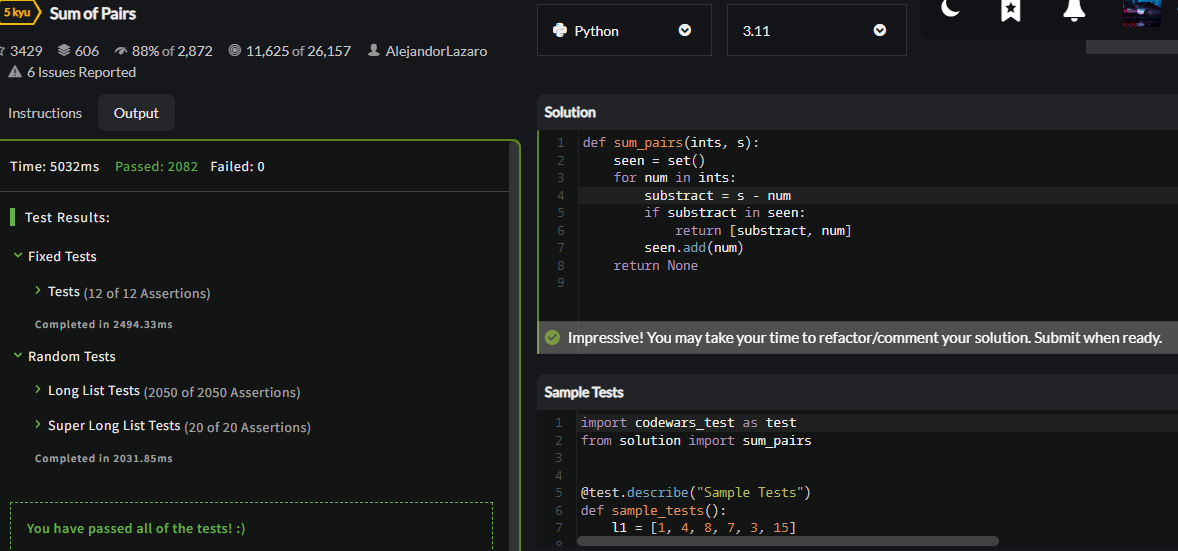 5 kyu Sum of Pairs
3429 606 88% of 2,872 11,625 of 26,157 AlejandorLazaro
6 Issues Reported
Instructions Output
Time: 5032ms Passed: 2082 Failed: 0
Test Results:
Fixed Tests
Tests (12 of 12 Assertions)
Completed in 2494.33ms
Random Tests
Long List Tests (2050 of 2050 Assertions)
Super Long List Tests (20 of 20 Assertions)
Completed in 2031.85ms
You have passed all of the tests! :)
Python 3.11
Solution
1 def sum_pairs(ints, s):
2 seen = set()
3 for num in ints:
4 substract = s - num
5 if substract in seen:
6 return [substract, num]
7 seen.add(num)
8 return None
9
Impressive! You may take your time to refactor/comment your solution. Submit when ready.
Sample Tests
1 import codewars_test as test
2 from solution import sum_pairs
3
4
5 @test.describe("Sample Tests")
6 def sample_tests():
7 l1 = [1, 4, 8, 7, 3, 15]